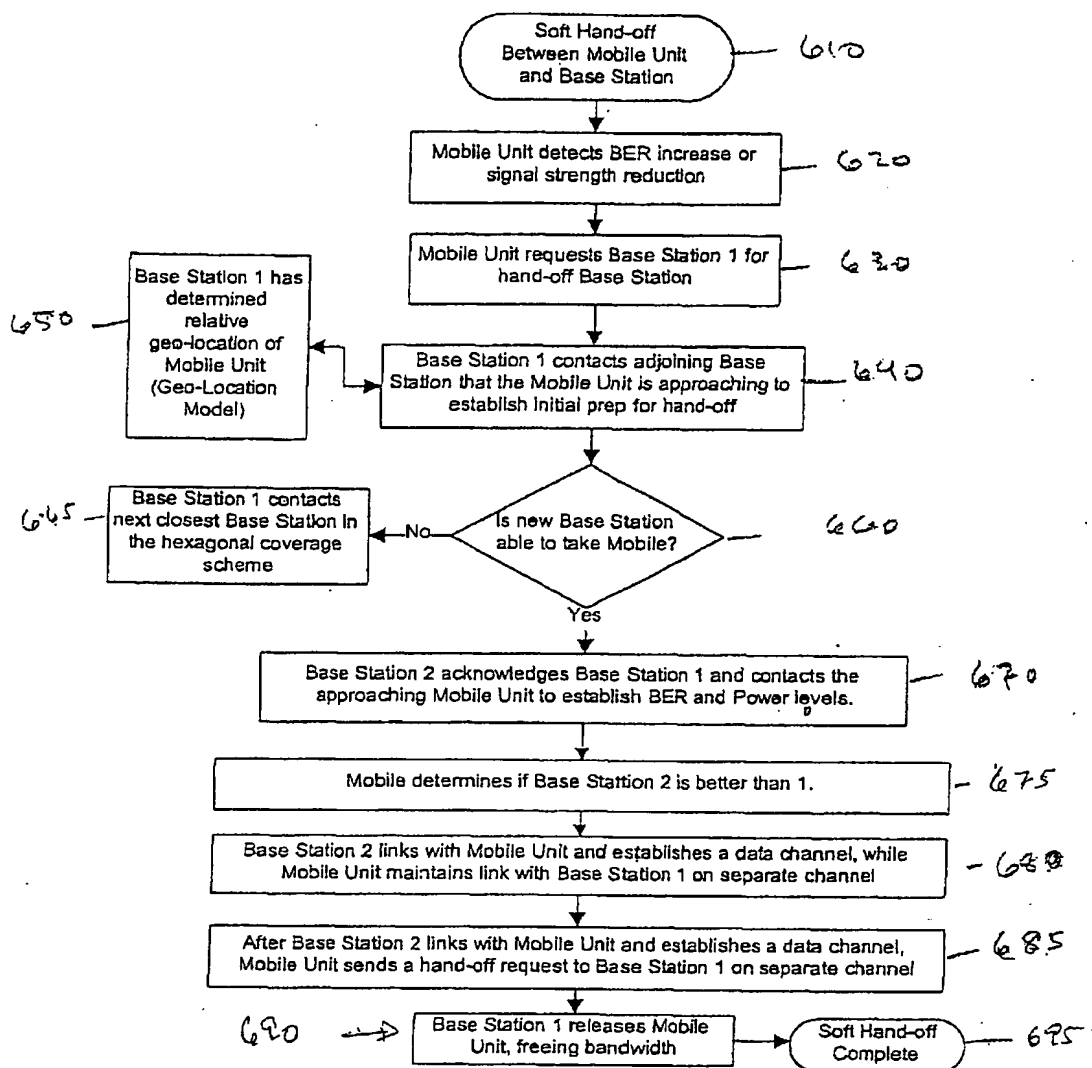 Soft Hand-off
Between Mobile Unit
and Base Station
610
Mobile Unit detects BER increase or
signal strength reduction
620
Mobile Unit requests Base Station 1 for
hand-off Base Station
630
Base Station 1 has
determined
relative
geo-location of
Mobile Unit
(Geo-Location
Model)
650
Base Station 1 contacts adjoining Base
Station that the Mobile Unit is approaching to
establish initial prep for hand-off
640
Base Station 1 contacts
next closest Base Station in
the hexagonal coverage
scheme
665
No
Is new Base Station
able to take Mobile?
660
Yes
Base Station 2 acknowledges Base Station 1 and contacts the
approaching Mobile Unit to establish BER and Power levels.
670
Mobile determines if Base Stattion 2 is better than 1.
675
Base Station 2 links with Mobile Unit and establishes a data channel, while
Mobile Unit maintains link with Base Station 1 on separate channel
680
After Base Station 2 links with Mobile Unit and establishes a data channel,
Mobile Unit sends a hand-off request to Base Station 1 on separate channel
685
690
Base Station 1 releases Mobile
Unit, freeing bandwidth
Soft Hand-off
Complete
695